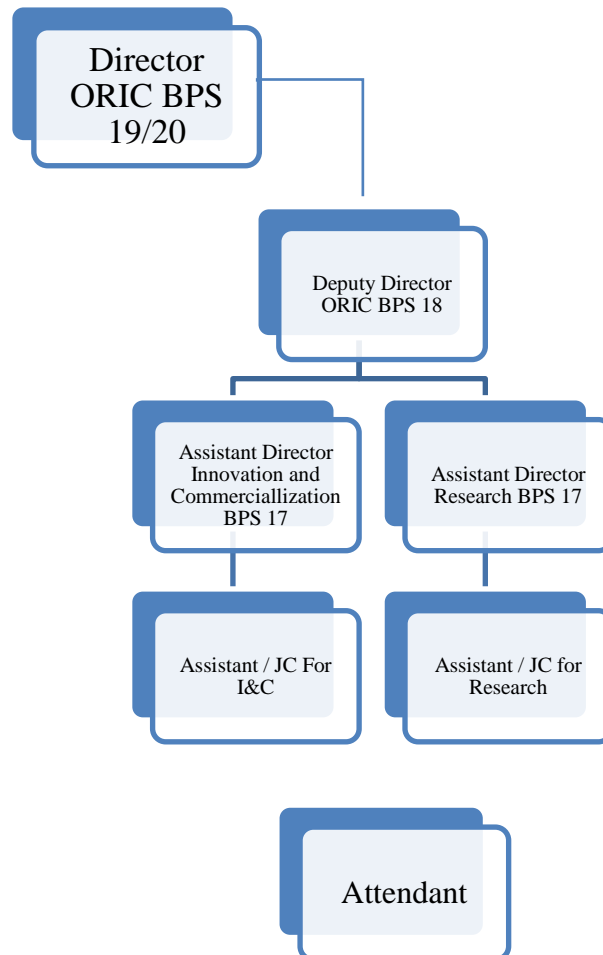 Director
ORIC BPS
19/20
Deputy Director
ORIC BPS 18
Assistant Director
Innovation and
Commerciallization
BPS 17
Assistant Director
Research BPS 17
Assistant / JC For
I&C
Assistant / JC for
Research
Attendant